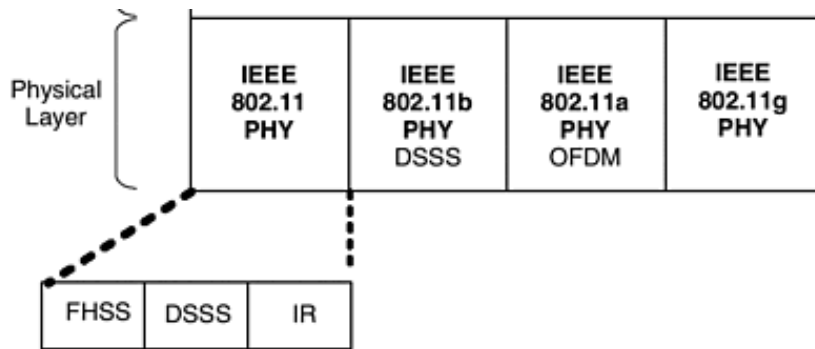 Physical
Layer
IEEE
802.11
PHY
IEEE
802.11b
PHY
DSSS
IEEE
802.11a
PHY
OFDM
IEEE
802.11g
PHY
FHSS
DSSS
IR